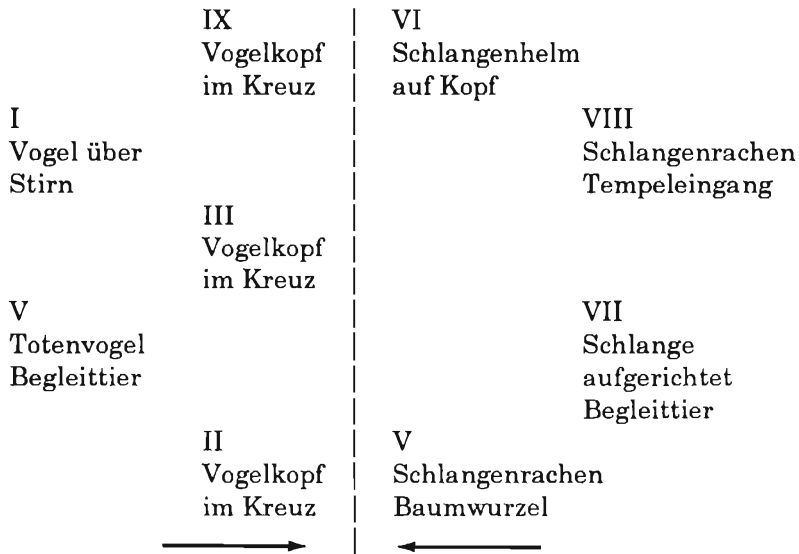 IX
Vogelkopf
im Kreuz
VI
Schlangenhelm
auf Kopf
I
Vogel über
Stirn
VIII
Schlangenrachen
Tempeleingang
III
Vogelkopf
im Kreuz
V
Totenvogel
Begleittier
VII
Schlange
aufgerichtet
Begleittier
II
Vogelkopf
im Kreuz
V
Schlangenrachen
Baumwurzel